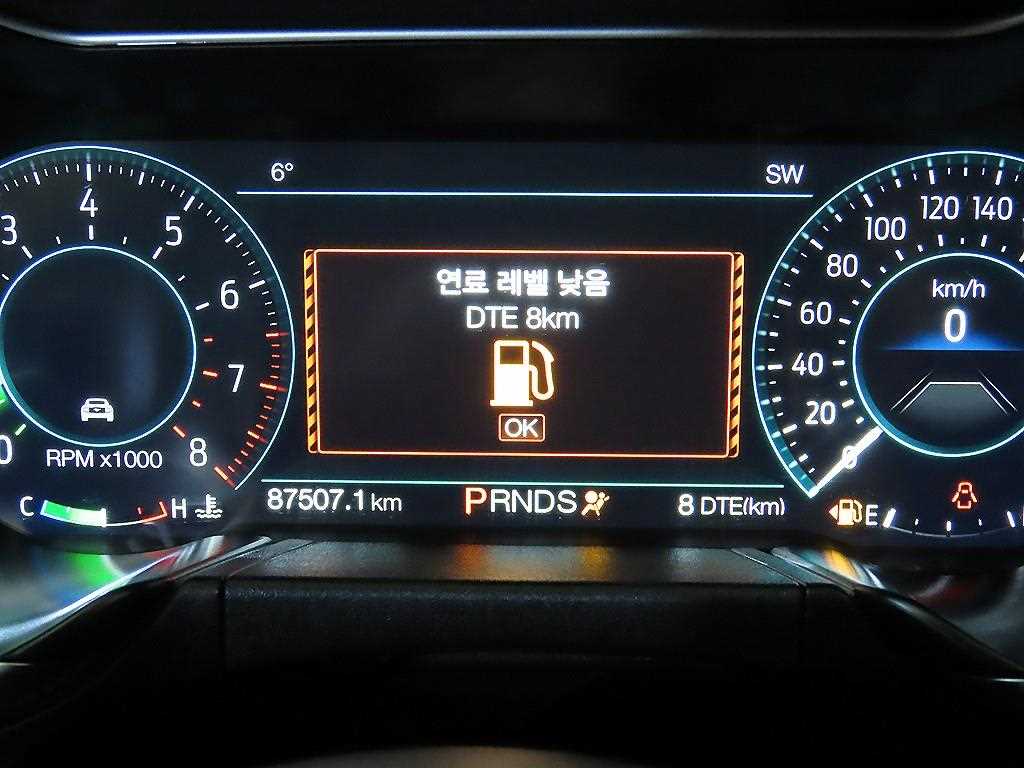 6° SW
3 4 5 6 7 8
0
RPM x1000
C H
연료 레벨 낮음
DTE 8km
OK
87507.1 km PRNDS 8 DTE(km)
0 20 40 60 80 100 120 140
km/h
0
E